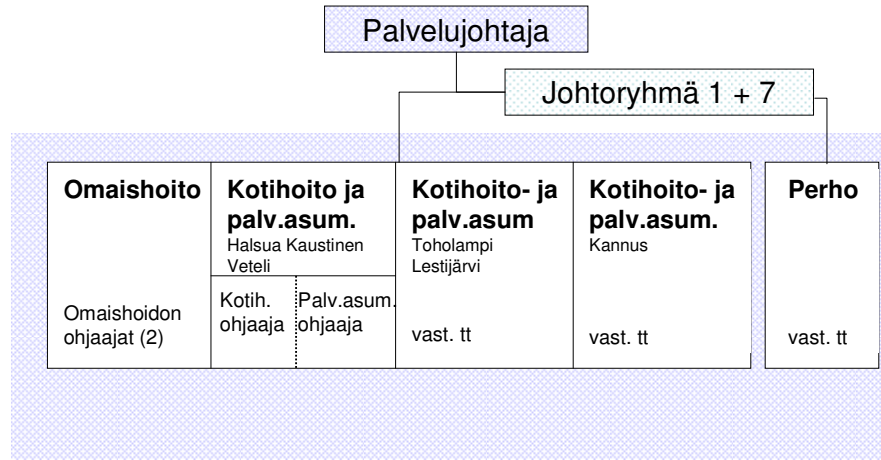 Palvelujohtaja
Johtoryhmä 1 + 7
Omaishoito
Omaishoidon
ohjaajat (2)
Kotihoito ja
palv.asum.
Halsua Kaustinen
Veteli
Kotih.
ohjaaja
Palv.asum.
ohjaaja
Kotihoito- ja
palv.asum
Toholampi
Lestijärvi
vast. tt
Kotihoito- ja
palv.asum.
Kannus
vast. tt
Perho
vast. tt